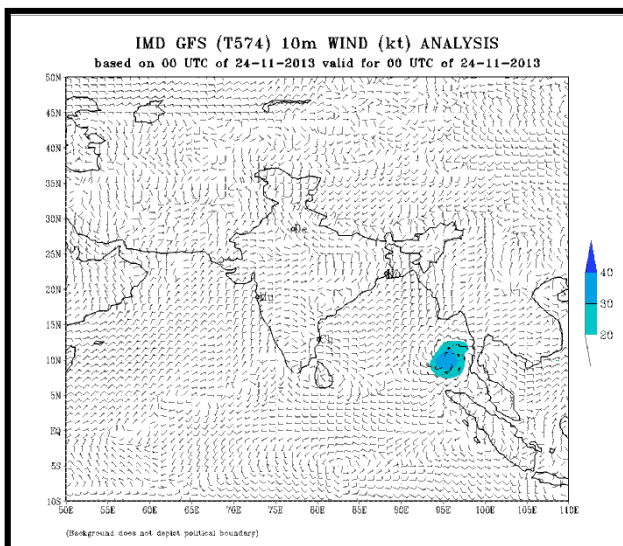 IMD GFS (T574) 10m WIND (kt) ANALYSIS
based on 00 UTC of 24-11-2013 valid for 00 UTC of 24-11-2013
50N
45N
40N
35N
30N
25N
20N
15N
10N
5N
EQ
5S
10S
50E 55E 60E 65E 70E 75E 80E 85E 90E 95E 100E 105E 110E
40
30
20
(Background does not depict political boundary)